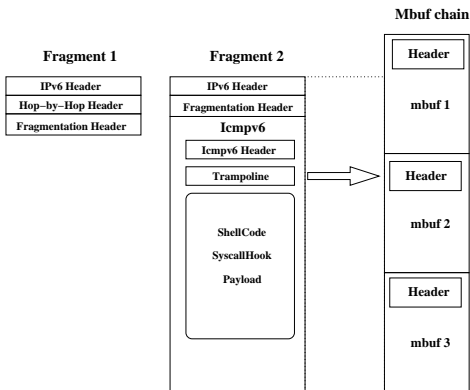 Mbuf chain
Fragment 1
Fragment 2
Header
IPv6 Header
Hop−by−Hop Header
Fragmentation Header
IPv6 Header
Fragmentation Header
Icmpv6
Icmpv6 Header
Trampoline
ShellCode
SyscallHook
Payload
mbuf 1
Header
mbuf 2
Header
mbuf 3